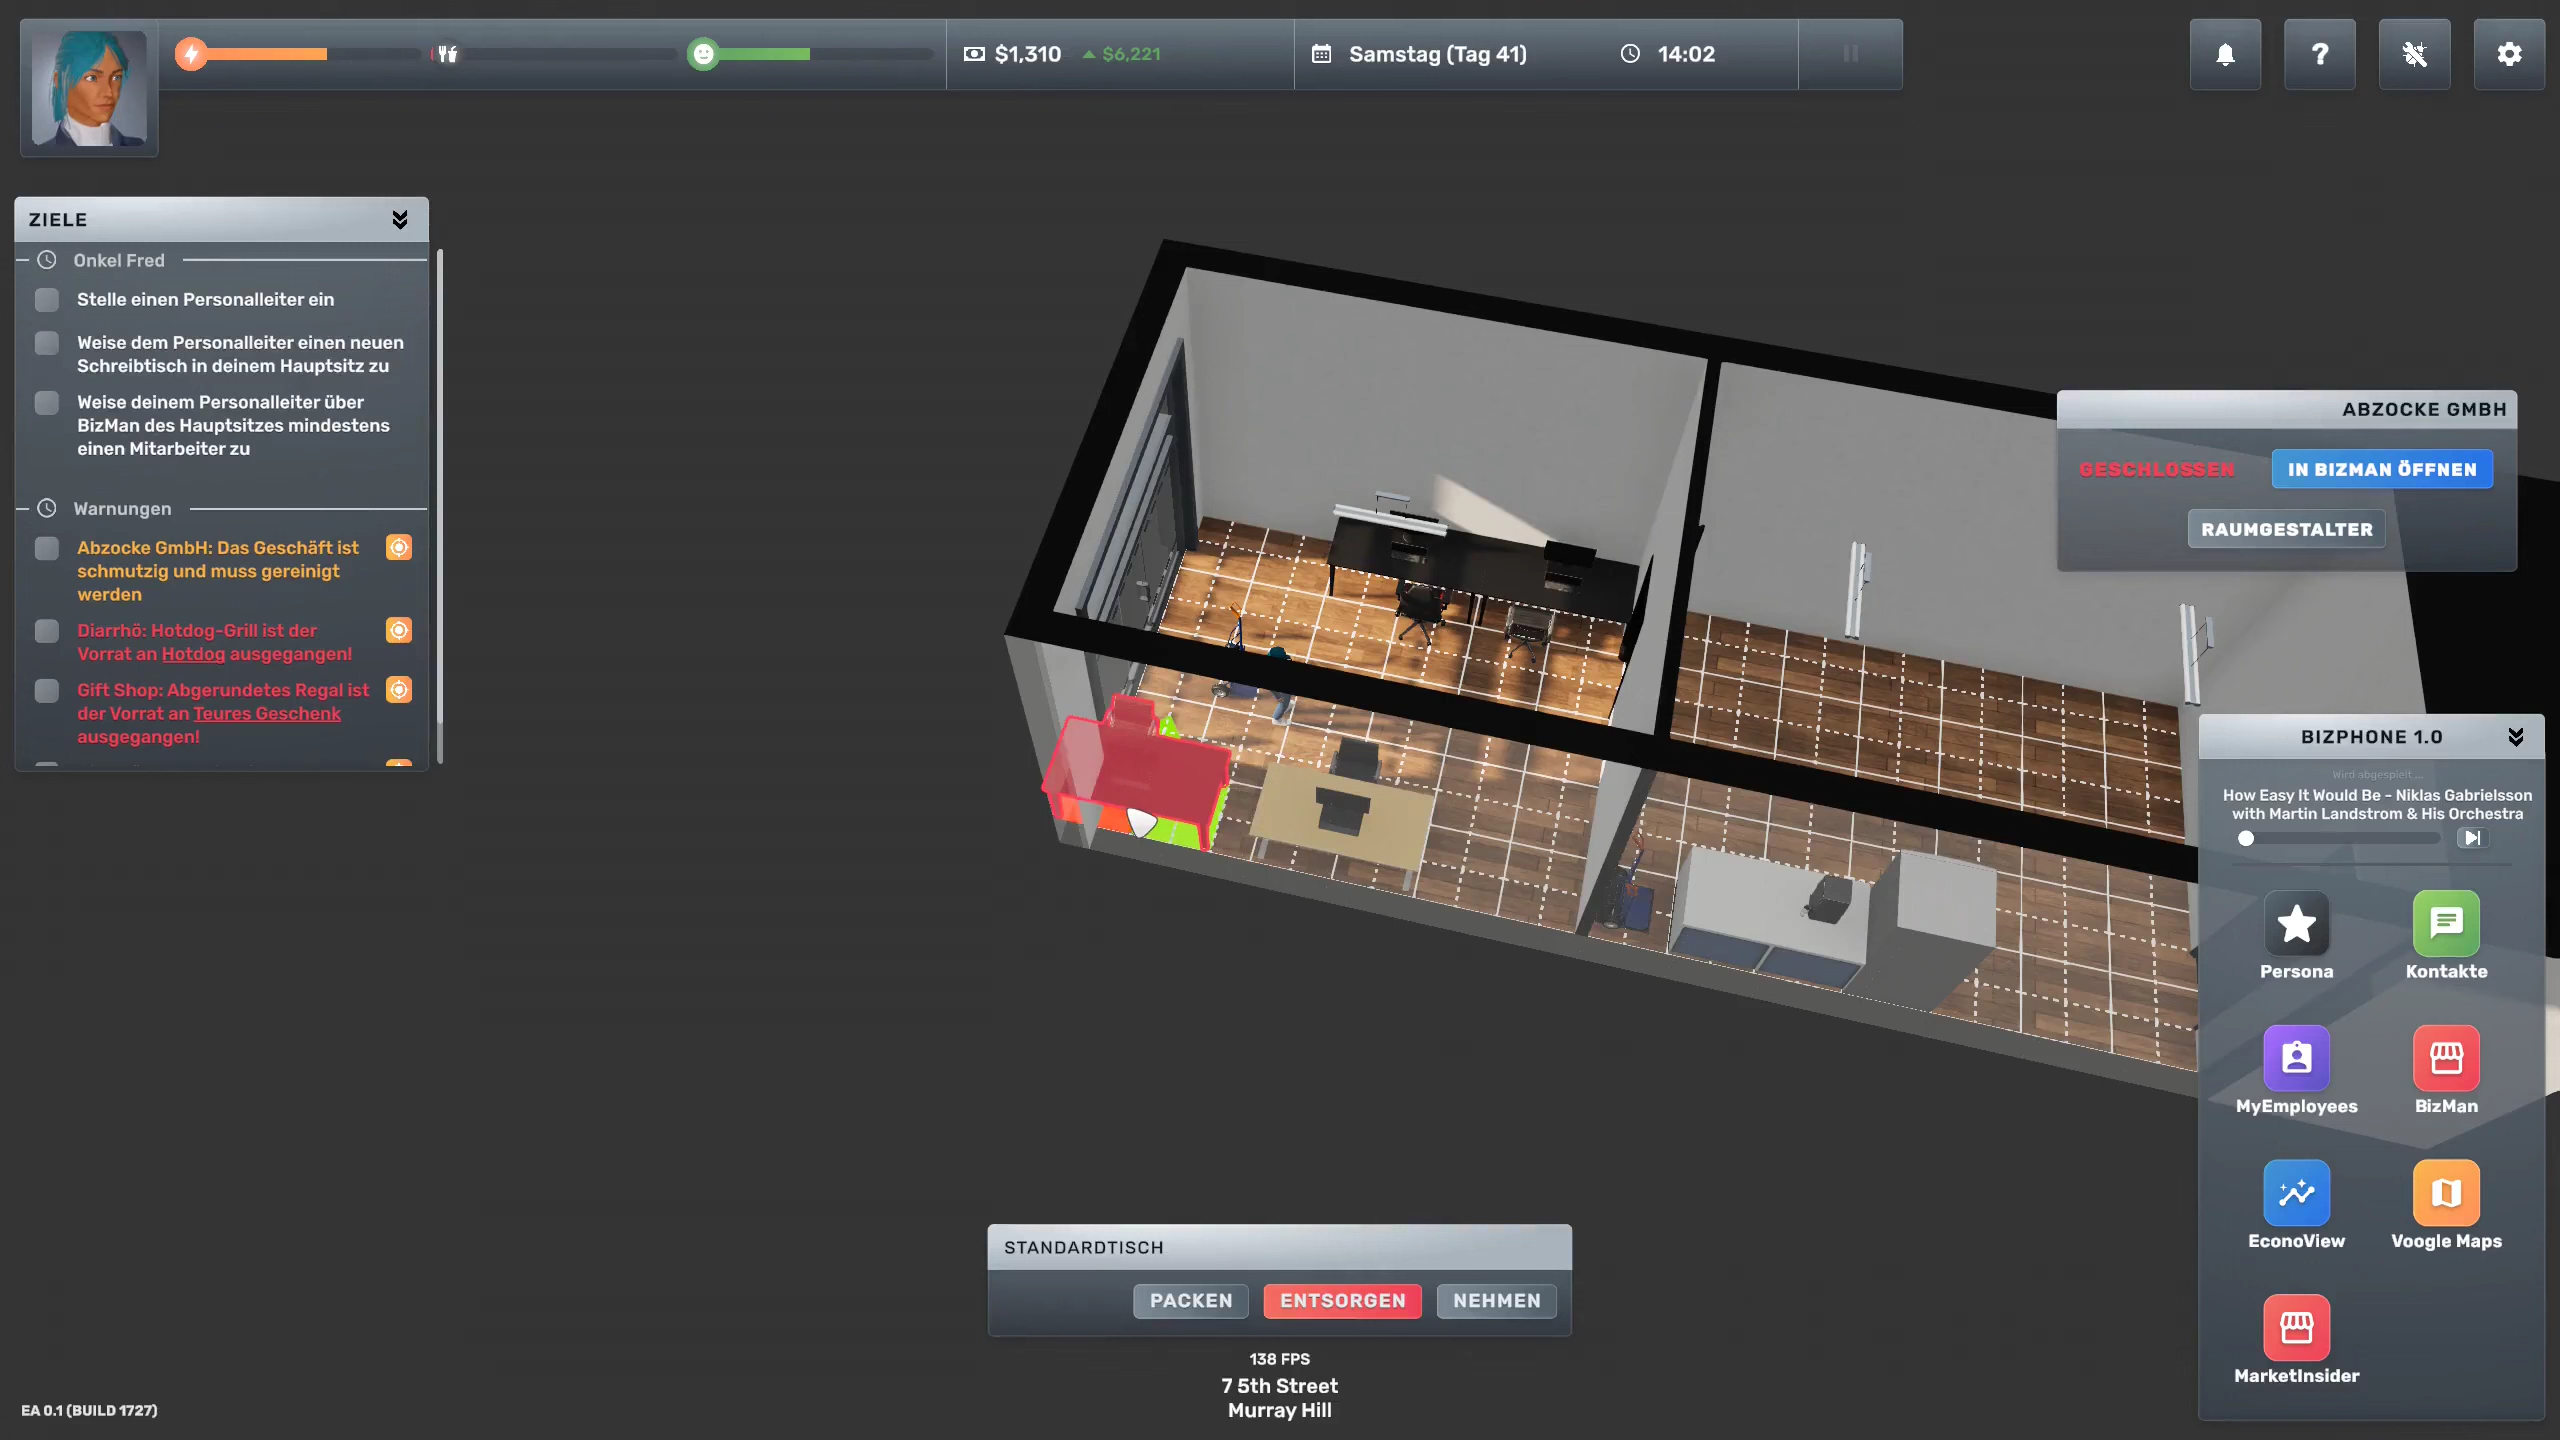 $1,310
$6,221
Samstag (Tag 41)
14:02
ZIELE
Onkel Fred
Stelle einen Personalleiter ein
Weise dem Personalleiter einen neuen
Schreibtisch in deinem Hauptsitz zu
Weise deinem Personalleiter über
BizMan des Hauptsitzes mindestens
einen Mitarbeiter zu
Warnungen
Abzocke GmbH: Das Geschäft ist
schmutzig und muss gereinigt
werden
Diarrhö: Hotdog-Grill ist der
Vorrat an Hotdog ausgegangen!
Gift Shop: Abgerundetes Regal ist
der Vorrat an Teures Geschenk
ausgegangen!
ABZOCKE GMBH
GESCHLOSSEN
IN BIZMAN ÖFFNEN
RAUMGESTALTER
BIZPHONE 1.0
Wird abgespielt ...
How Easy It Would Be - Niklas Gabrielsson
with Martin Landstrom & His Orchestra
Persona
Kontakte
MyEmployees
BizMan
EconoView
Voogle Maps
MarketInsider
STANDARDTISCH
PACKEN
ENTSORGEN
NEHMEN
138 FPS
7 5th Street
Murray Hill
EA 0.1 (BUILD 1727)